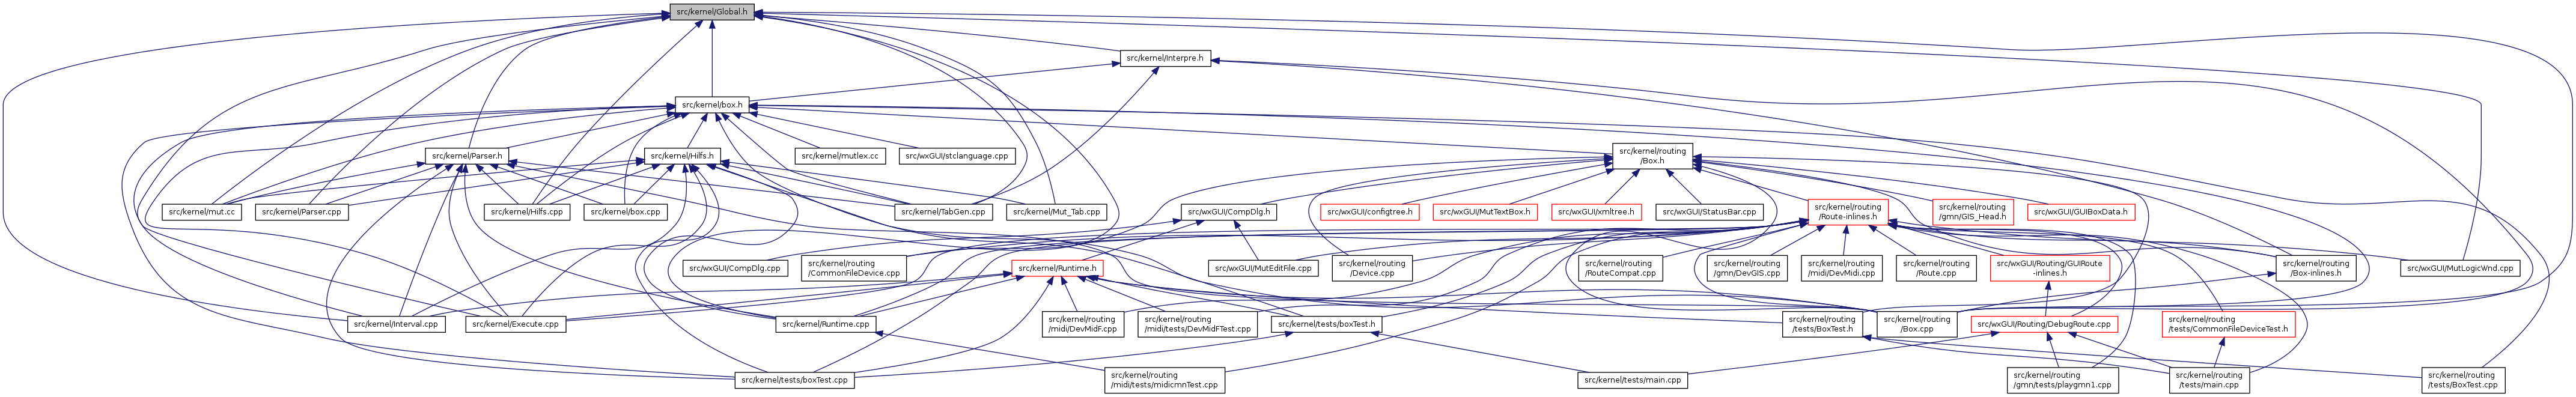 src/kernel/Global.h
src/kernel/Interpre.h
src/kernel/box.h
src/kernel/Parser.h
src/kernel/Hilfs.h
src/kernel/mutlex.cc
src/wxGUI/stclanguage.cpp
src/kernel/routing
/Box.h
src/kernel/mut.cc
src/kernel/Parser.cpp
src/kernel/Hilfs.cpp
src/kernel/box.cpp
src/kernel/TabGen.cpp
src/kernel/Mut_Tab.cpp
src/wxGUI/CompDlg.h
src/wxGUI/configtree.h
src/wxGUI/MutTextBox.h
src/wxGUI/xmltree.h
src/wxGUI/StatusBar.cpp
src/kernel/routing
/Route-inlines.h
src/kernel/routing
/gmn/GIS_Head.h
src/wxGUI/GUIBoxData.h
src/wxGUI/CompDlg.cpp
src/kernel/routing
/CommonFileDevice.cpp
src/kernel/Runtime.h
src/wxGUI/MutEditFile.cpp
src/kernel/routing
/Device.cpp
src/kernel/routing
/RouteCompat.cpp
src/kernel/routing
/gmn/DevGIS.cpp
src/kernel/routing
/midi/DevMidi.cpp
src/kernel/routing
/Route.cpp
src/wxGUI/Routing/GUIRoute
-inlines.h
src/kernel/routing
/Box-inlines.h
src/wxGUI/MutLogicWnd.cpp
src/kernel/Interval.cpp
src/kernel/Execute.cpp
src/kernel/Runtime.cpp
src/kernel/routing
/midi/DevMidF.cpp
src/kernel/routing
/midi/tests/DevMidFTest.cpp
src/kernel/tests/boxTest.h
src/kernel/routing
/tests/BoxTest.h
src/kernel/routing
/Box.cpp
src/wxGUI/Routing/DebugRoute.cpp
src/kernel/routing
/tests/CommonFileDeviceTest.h
src/kernel/tests/boxTest.cpp
src/kernel/routing
/midi/tests/midicmnTest.cpp
src/kernel/tests/main.cpp
src/kernel/routing
/gmn/tests/playgmn1.cpp
src/kernel/routing
/tests/main.cpp
src/kernel/routing
/tests/BoxTest.cpp